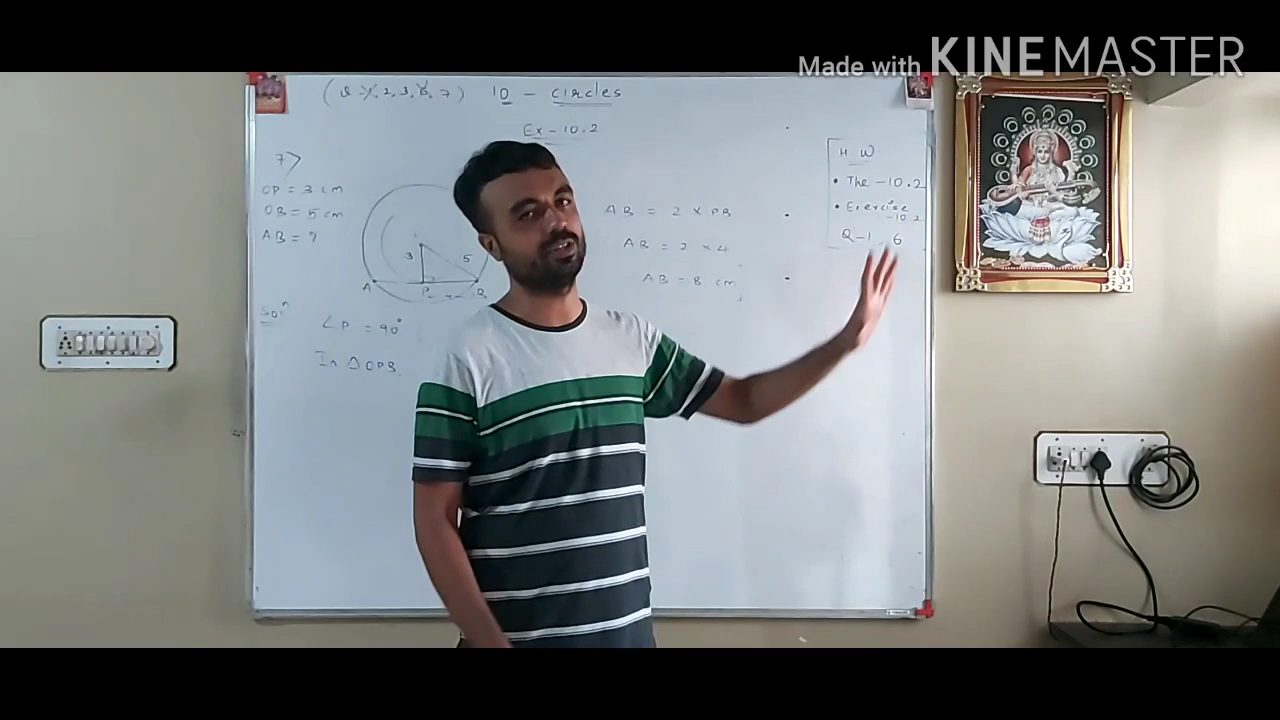 Made with KINEMASTER
10 - circles
Ex - 10.2
7>
OP = 3 cm
OB = 5 cm
AB = ?
3
5
A
P
B
Solⁿ
∠P = 90°
In △OPB
AB = 2 × PB
AB = 2 × 4
AB = 8 cm
H W
• The - 10.2
• Exercise
- 10.2
Q - 1 6